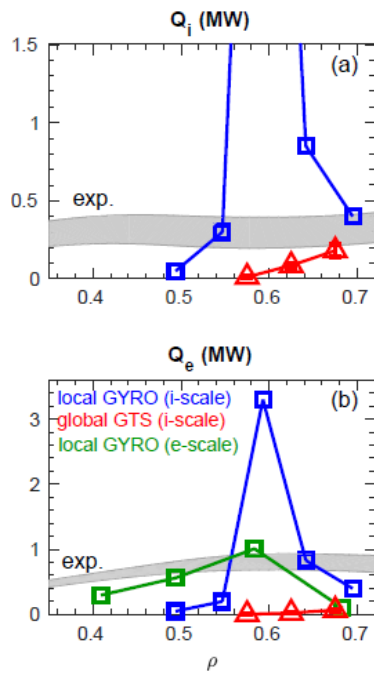 Q_i (MW)
1.5
(a)
1
exp.
0.5
0
0.4 0.5 0.6 0.7
Q_e (MW)
local GYRO (i-scale) (b)
3
global GTS (i-scale)
local GYRO (e-scale)
2
exp.
1
0
0.4 0.5 0.6 0.7
ρ